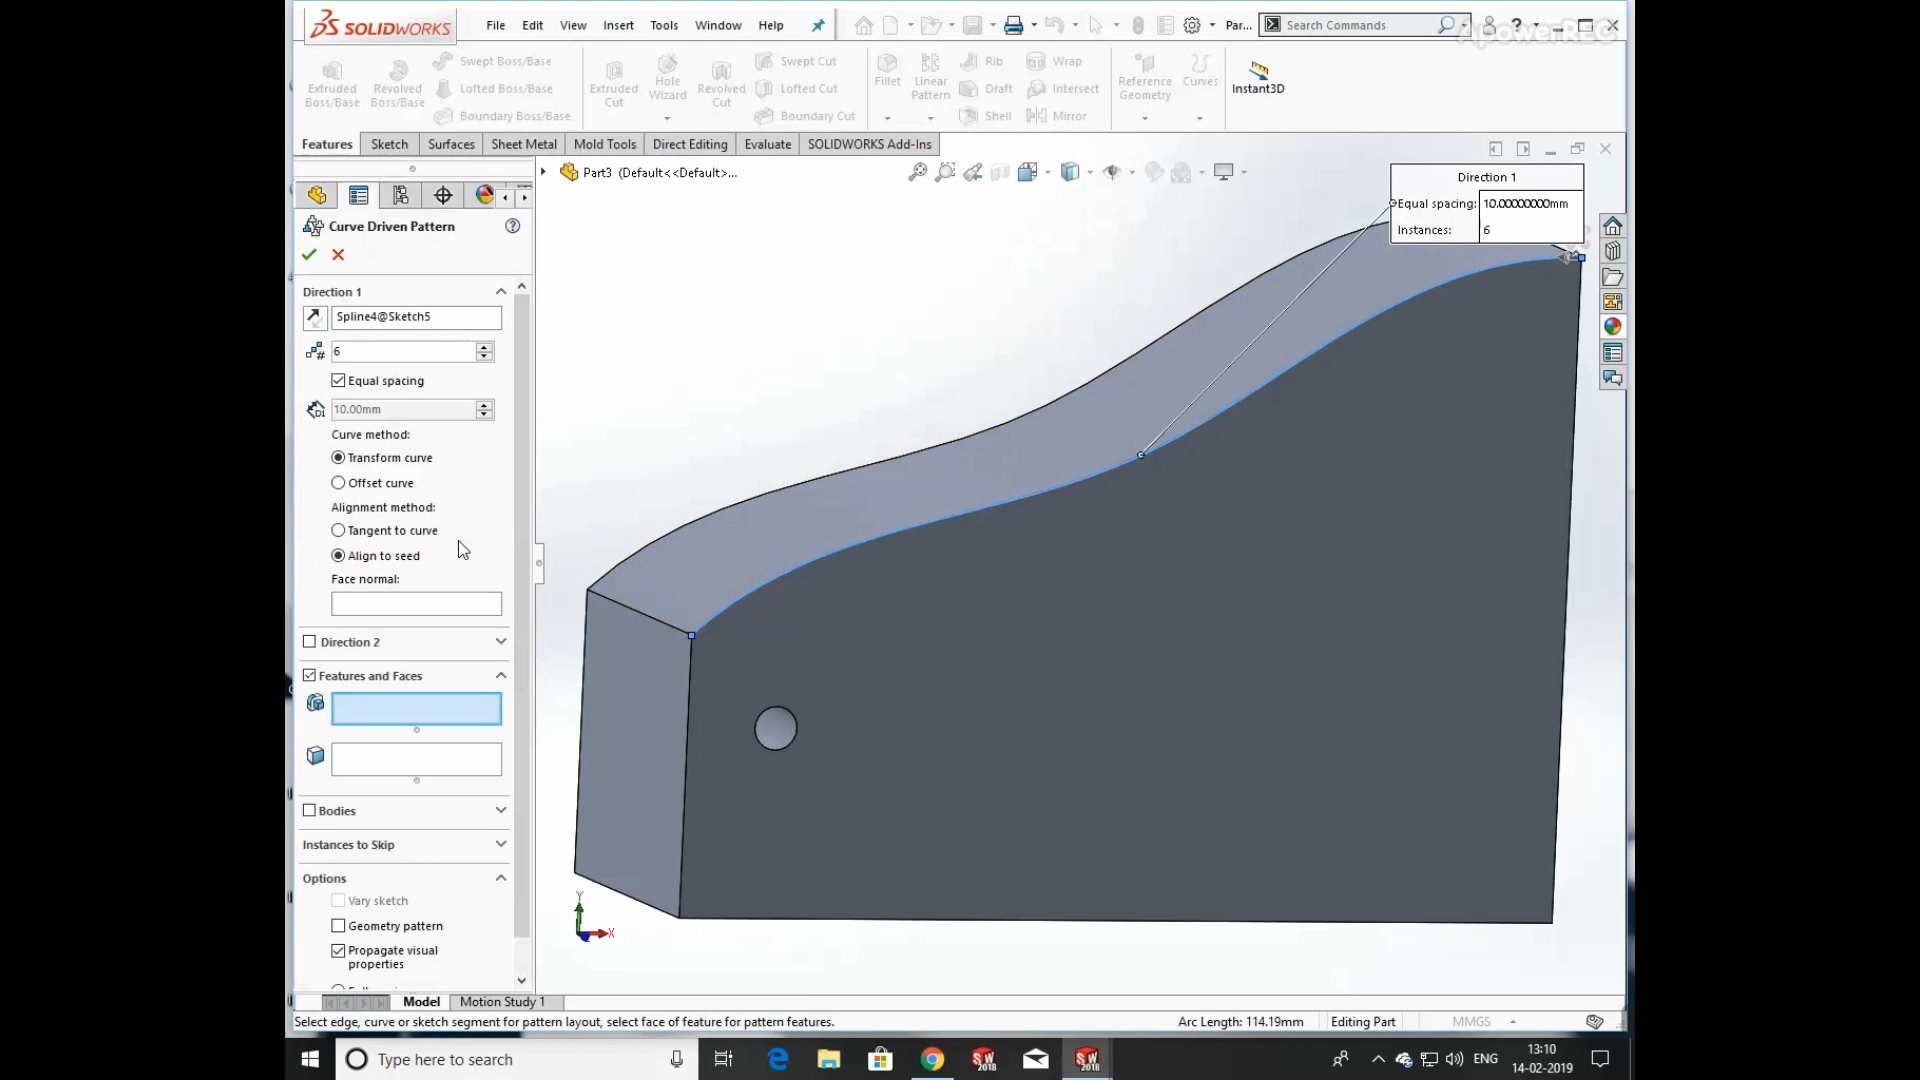 SOLIDWORKS File Edit View Insert Tools Window Help Par... Search Commands ?
ApowerREC
Extruded Boss/Base
Revolved Boss/Base
Swept Boss/Base
Lofted Boss/Base
Boundary Boss/Base
Extruded Cut
Hole Wizard
Revolved Cut
Swept Cut
Lofted Cut
Boundary Cut
Fillet
Linear Pattern
Rib
Draft
Shell
Wrap
Intersect
Mirror
Reference Geometry
Curves
Instant3D
Features Sketch Surfaces Sheet Metal Mold Tools Direct Editing Evaluate SOLIDWORKS Add-Ins
Part3 (Default<<Default>...
Direction 1
Equal spacing: 10.00000000mm
Instances: 6
Curve Driven Pattern
Direction 1
Spline4@Sketch5
6
Equal spacing
10.00mm
Curve method:
Transform curve
Offset curve
Alignment method:
Tangent to curve
Align to seed
Face normal:
Direction 2
Features and Faces
Bodies
Instances to Skip
Options
Vary sketch
Geometry pattern
Propagate visual
properties
Y
X
Model Motion Study 1
Select edge, curve or sketch segment for pattern layout, select face of feature for pattern features. Arc Length: 114.19mm Editing Part MMGS
Type here to search
SW 2018
SW 2018
ENG
13:10
14-02-2019